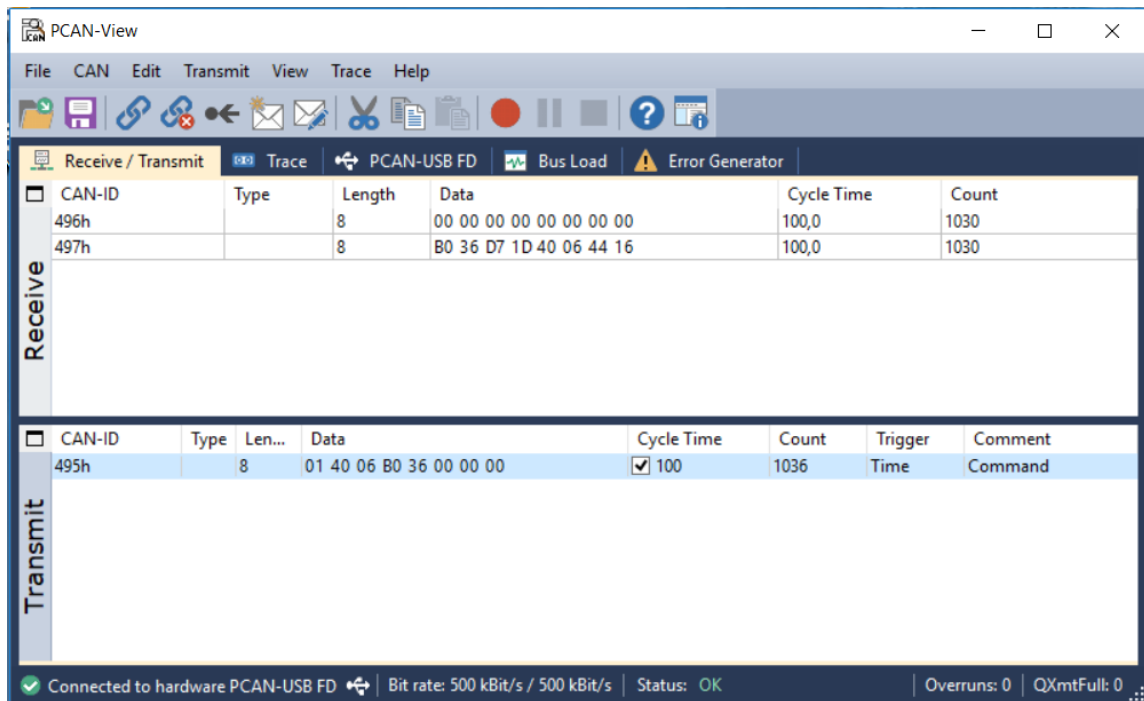 PCAN-View
File CAN Edit Transmit View Trace Help
Receive / Transmit Trace PCAN-USB FD Bus Load Error Generator
CAN-ID Type Length Data Cycle Time Count
496h 8 00 00 00 00 00 00 00 00 100,0 1030
497h 8 B0 36 D7 1D 40 06 44 16 100,0 1030
Receive
CAN-ID Type Len... Data Cycle Time Count Trigger Comment
495h 8 01 40 06 B0 36 00 00 00 100 1036 Time Command
Transmit
Connected to hardware PCAN-USB FD Bit rate: 500 kBit/s / 500 kBit/s Status: OK Overruns: 0 QXmtFull: 0